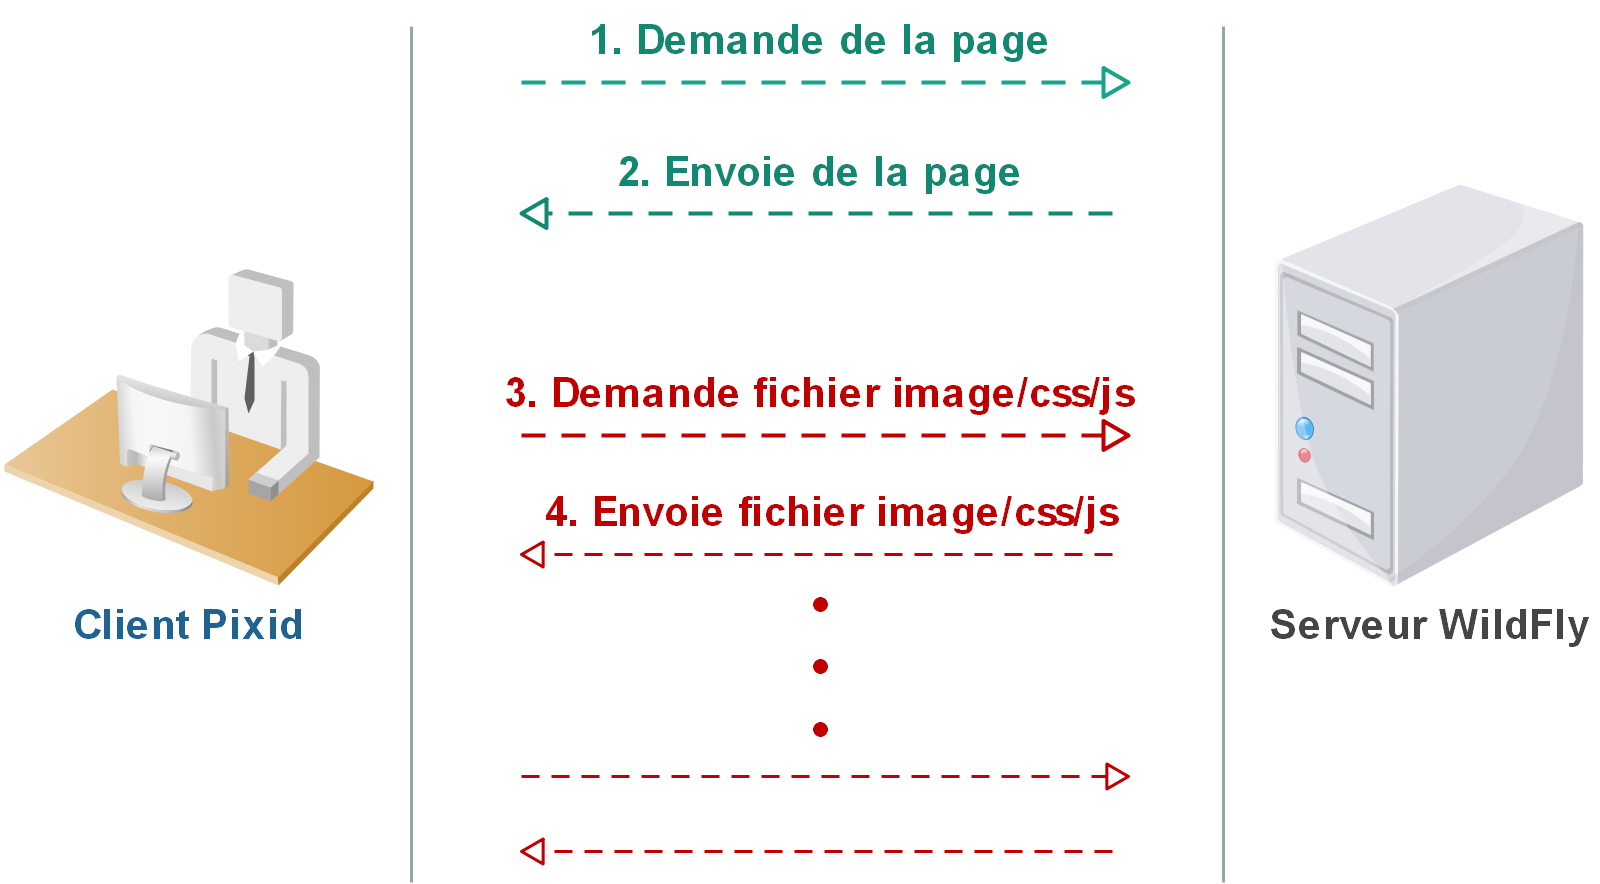 1. Demande de la page
2. Envoie de la page
3. Demande fichier image/css/js
4. Envoie fichier image/css/js
Client Pixid
Serveur WildFly